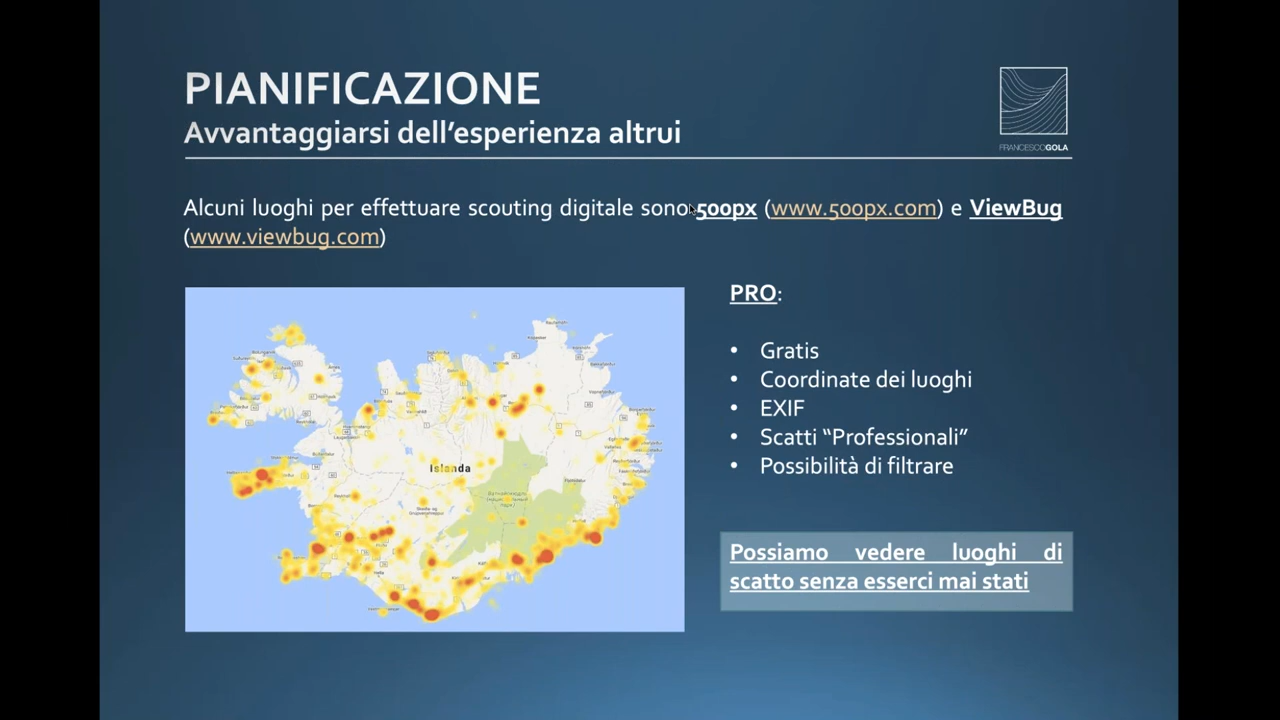 PIANIFICAZIONE
Avvantaggiarsi dell'esperienza altrui
FRANCESCOGOLA
Alcuni luoghi per effettuare scouting digitale sono 500px (www.500px.com) e ViewBug
(www.viewbug.com)
Islanda
PRO:
• Gratis
• Coordinate dei luoghi
• EXIF
• Scatti “Professionali”
• Possibilità di filtrare
Possiamo vedere luoghi di
scatto senza esserci mai stati